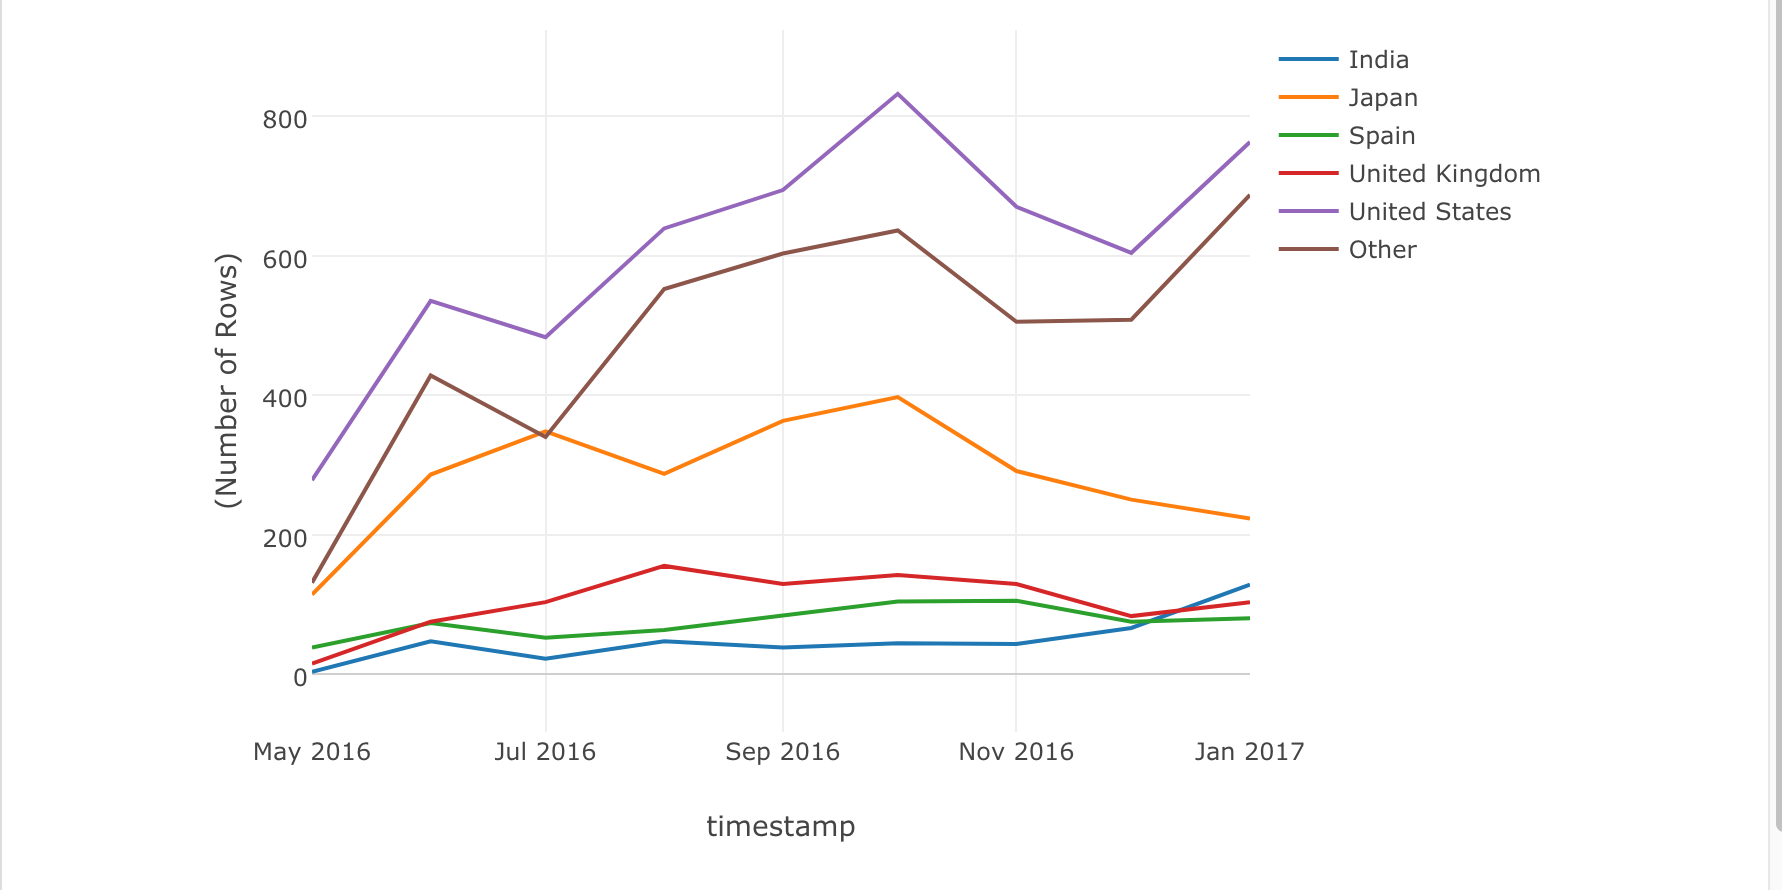 India
Japan
Spain
United Kingdom
United States
Other
800
600
400
200
0
(Number of Rows)
May 2016
Jul 2016
Sep 2016
Nov 2016
Jan 2017
timestamp